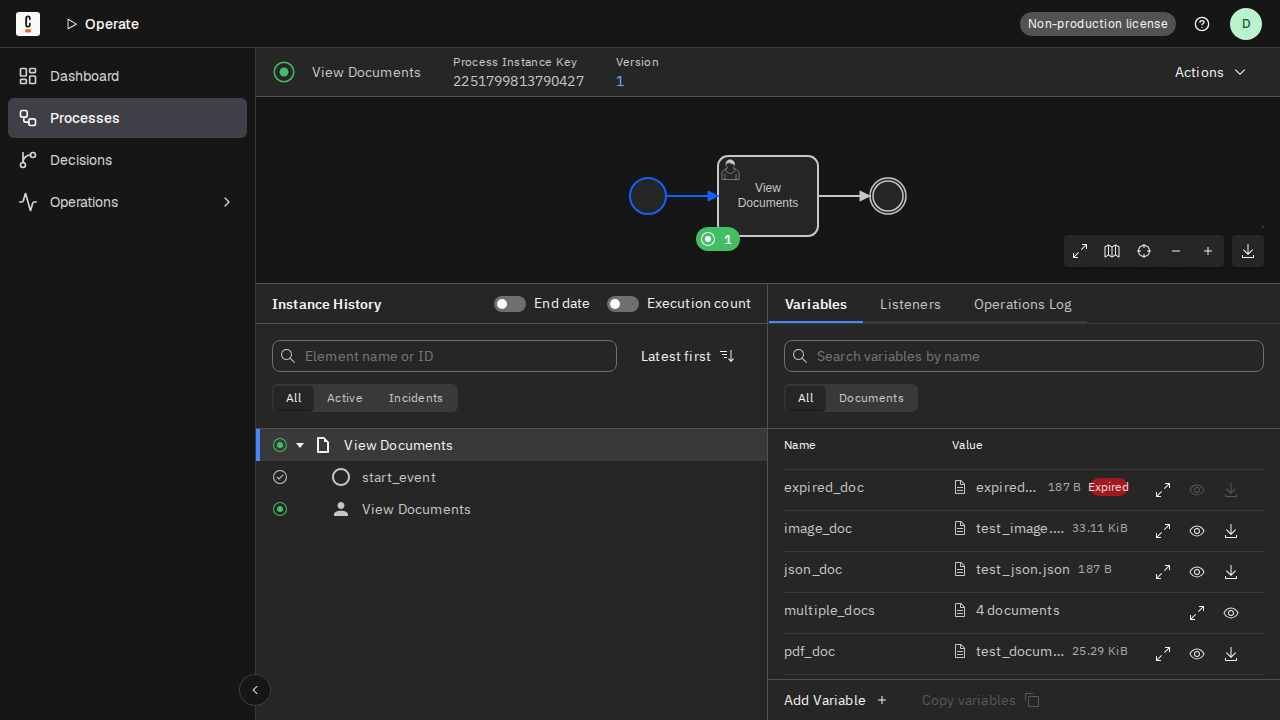 Operate
Non-production license
D
Dashboard
Processes
Decisions
Operations
View Documents
Process Instance Key
2251799813790427
Version
1
Actions
View
Documents
1
Instance History
End date
Execution count
Element name or ID
Latest first
All
Active
Incidents
View Documents
start_event
View Documents
Variables
Listeners
Operations Log
Search variables by name
All
Documents
Name
Value
expired_doc
expired...
187 B
Expired
image_doc
test_image....
33.11 KiB
json_doc
test_json.json
187 B
multiple_docs
4 documents
pdf_doc
test_docum...
25.29 KiB
Add Variable
Copy variables